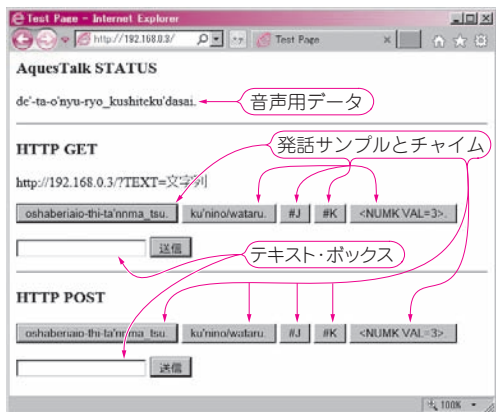 Test Page - Internet Explorer
http://192.168.0.3/
Test Page
AquesTalk STATUS
de'-ta-o'nyu-ryo_kushiteku'dasai.
音声用データ
発話サンプルとチャイム
HTTP GET
http://192.168.0.3/?TEXT=文字列
oshaberiaio-thi-ta'nnma_tsu. ku'nino/wataru. #J #K <NUMK VAL=3>.
送信
テキスト・ボックス
HTTP POST
oshaberiaio-thi-ta'nnma_tsu. ku'nino/wataru. #J #K <NUMK VAL=3>.
送信
100K